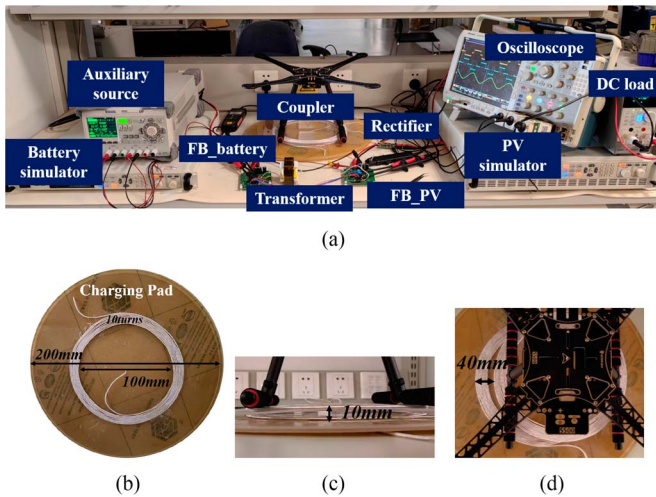 Oscilloscope
Auxiliary
source
DC load
Coupler
Rectifier
Battery
simulator
FB_battery
PV
simulator
Transformer
FB_PV
(a)
Charging Pad
10turns
200mm
100mm
10mm
40mm
S500
(b)
(c)
(d)